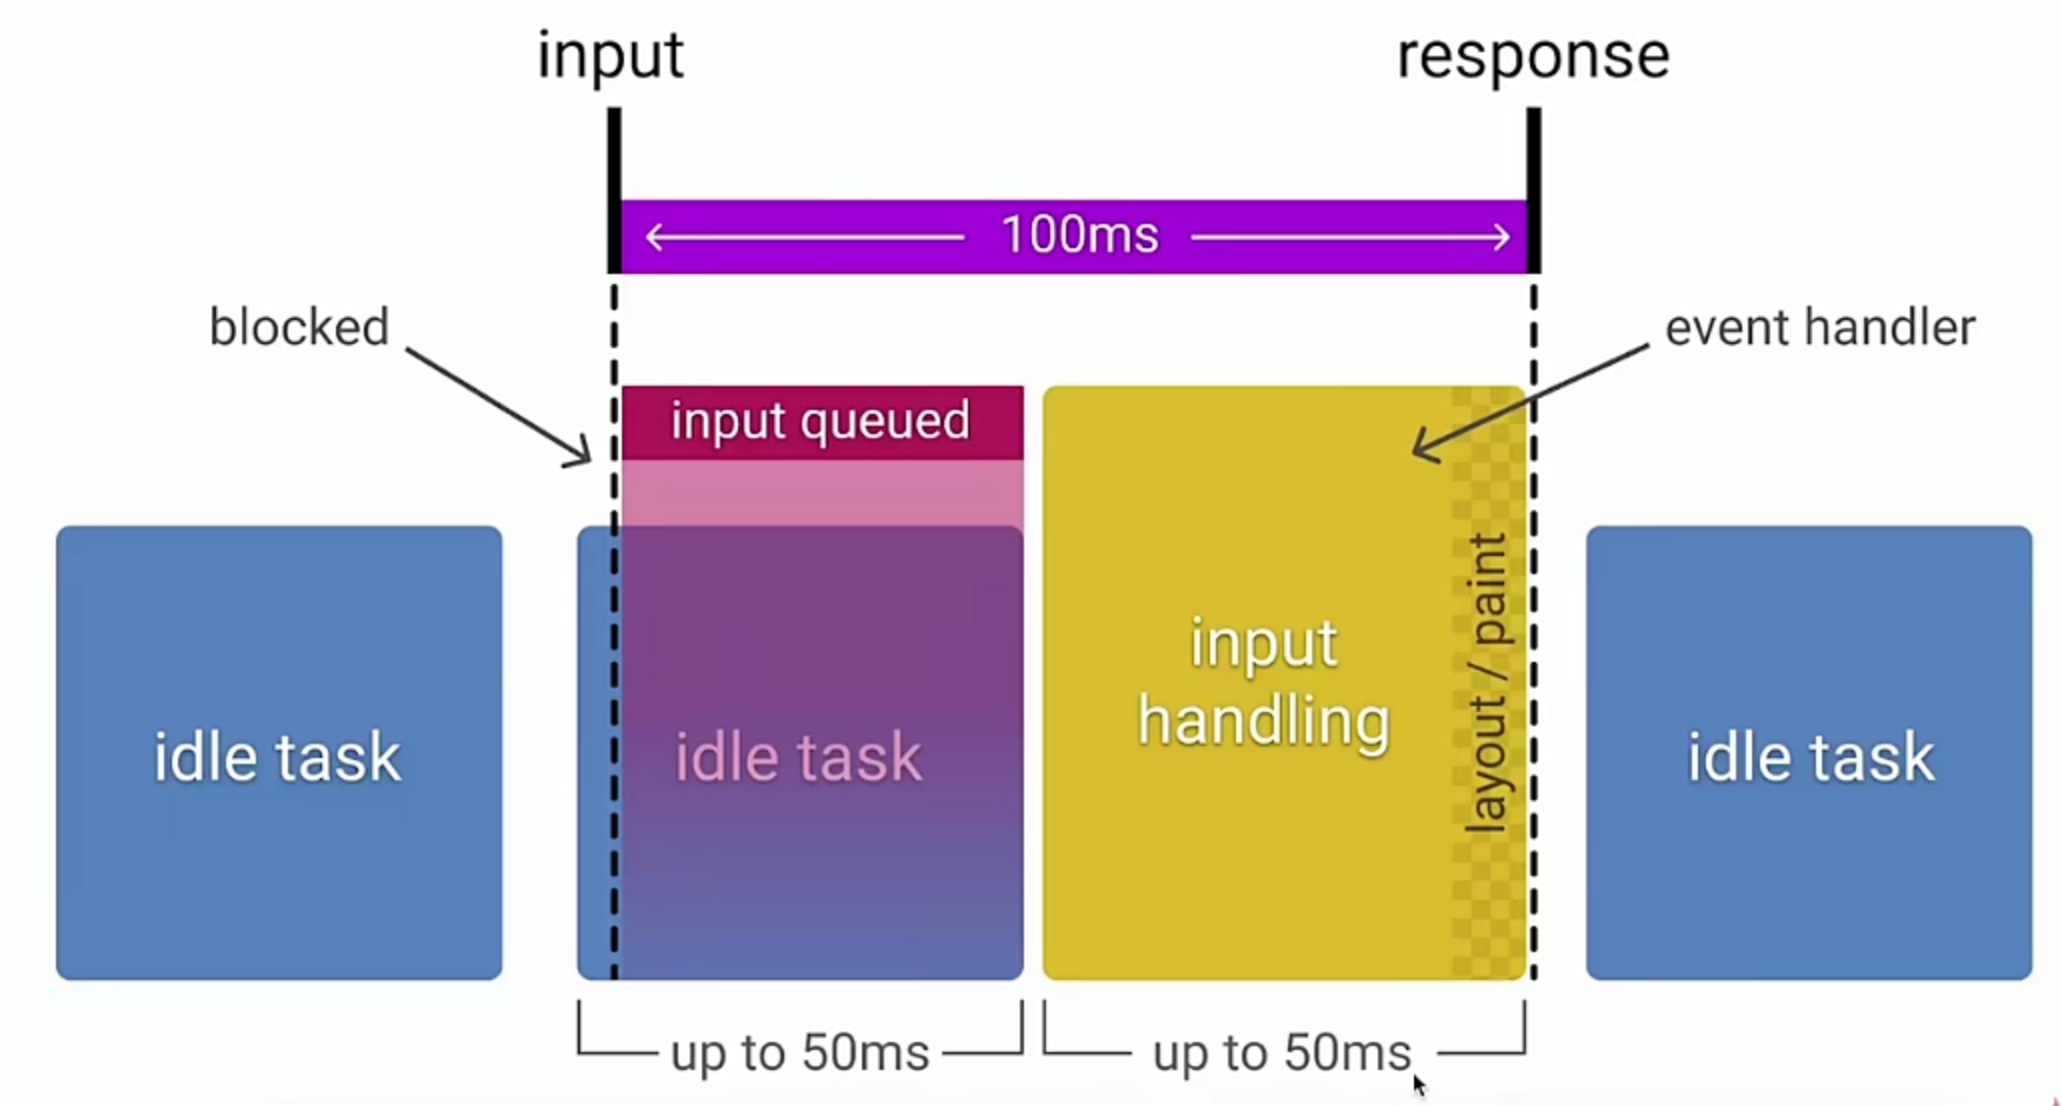 input
response
100ms
blocked
event handler
input queued
idle task
idle task
input
handling
layout / paint
idle task
up to 50ms
up to 50ms